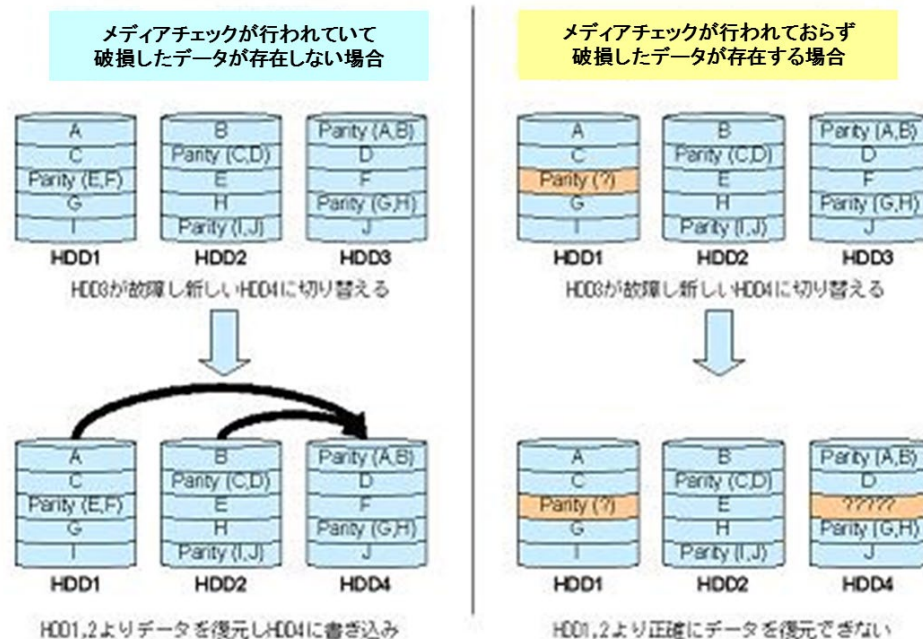 メディアチェックが行われていて
破損したデータが存在しない場合
A
C
Parity (E,F)
G
I
HDD1
B
Parity (C,D)
E
H
Parity (I,J)
HDD2
Parity (A,B)
D
F
Parity (G,H)
J
HDD3
HDD3が故障し新しいHDD4に切り替える
A
C
Parity (E,F)
G
I
HDD1
B
Parity (C,D)
E
H
Parity (I,J)
HDD2
Parity (A,B)
D
F
Parity (G,H)
J
HDD4
HDD1,2よりデータを復元しHDD4に書き込み
メディアチェックが行われておらず
破損したデータが存在する場合
A
C
Parity (?)
G
I
HDD1
B
Parity (C,D)
E
H
Parity (I,J)
HDD2
Parity (A,B)
D
F
Parity (G,H)
J
HDD3
HDD3が故障し新しいHDD4に切り替える
A
C
Parity (?)
G
I
HDD1
B
Parity (C,D)
E
H
Parity (I,J)
HDD2
Parity (A,B)
D
?????
Parity (G,H)
J
HDD4
HDD1,2より正確にデータを復元できない